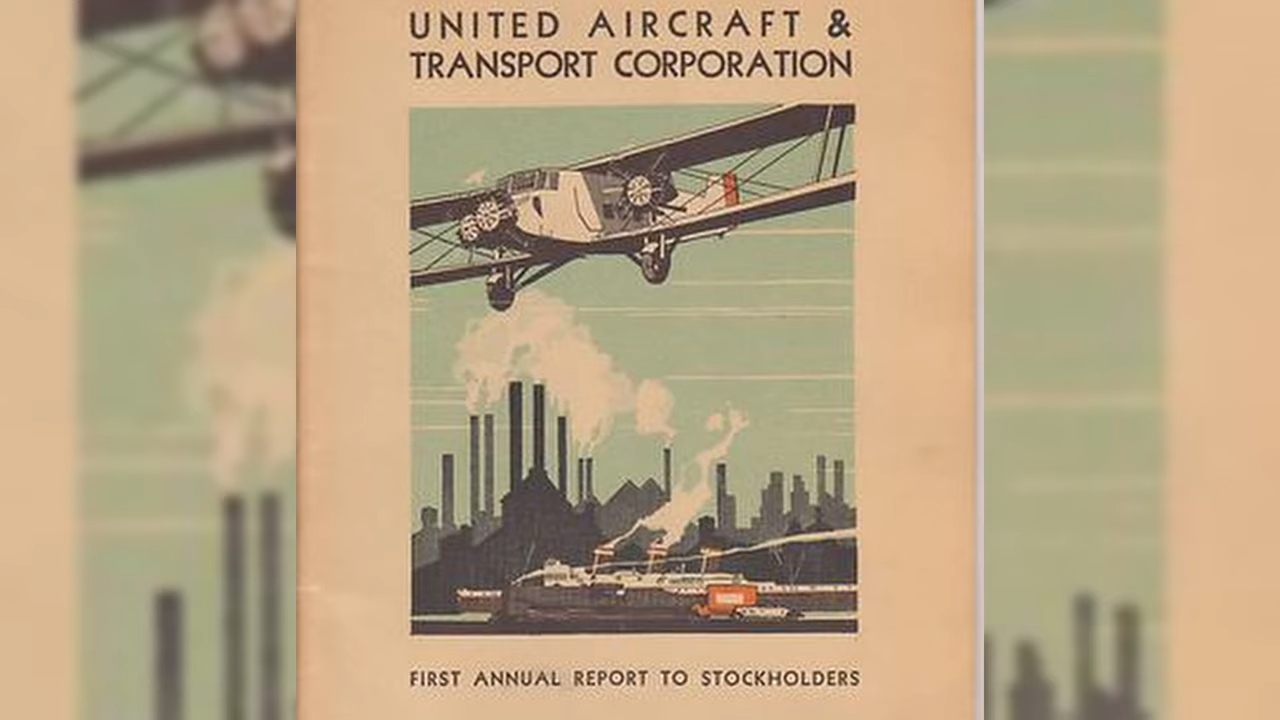 UNITED AIRCRAFT &
TRANSPORT CORPORATION
FIRST ANNUAL REPORT TO STOCKHOLDERS